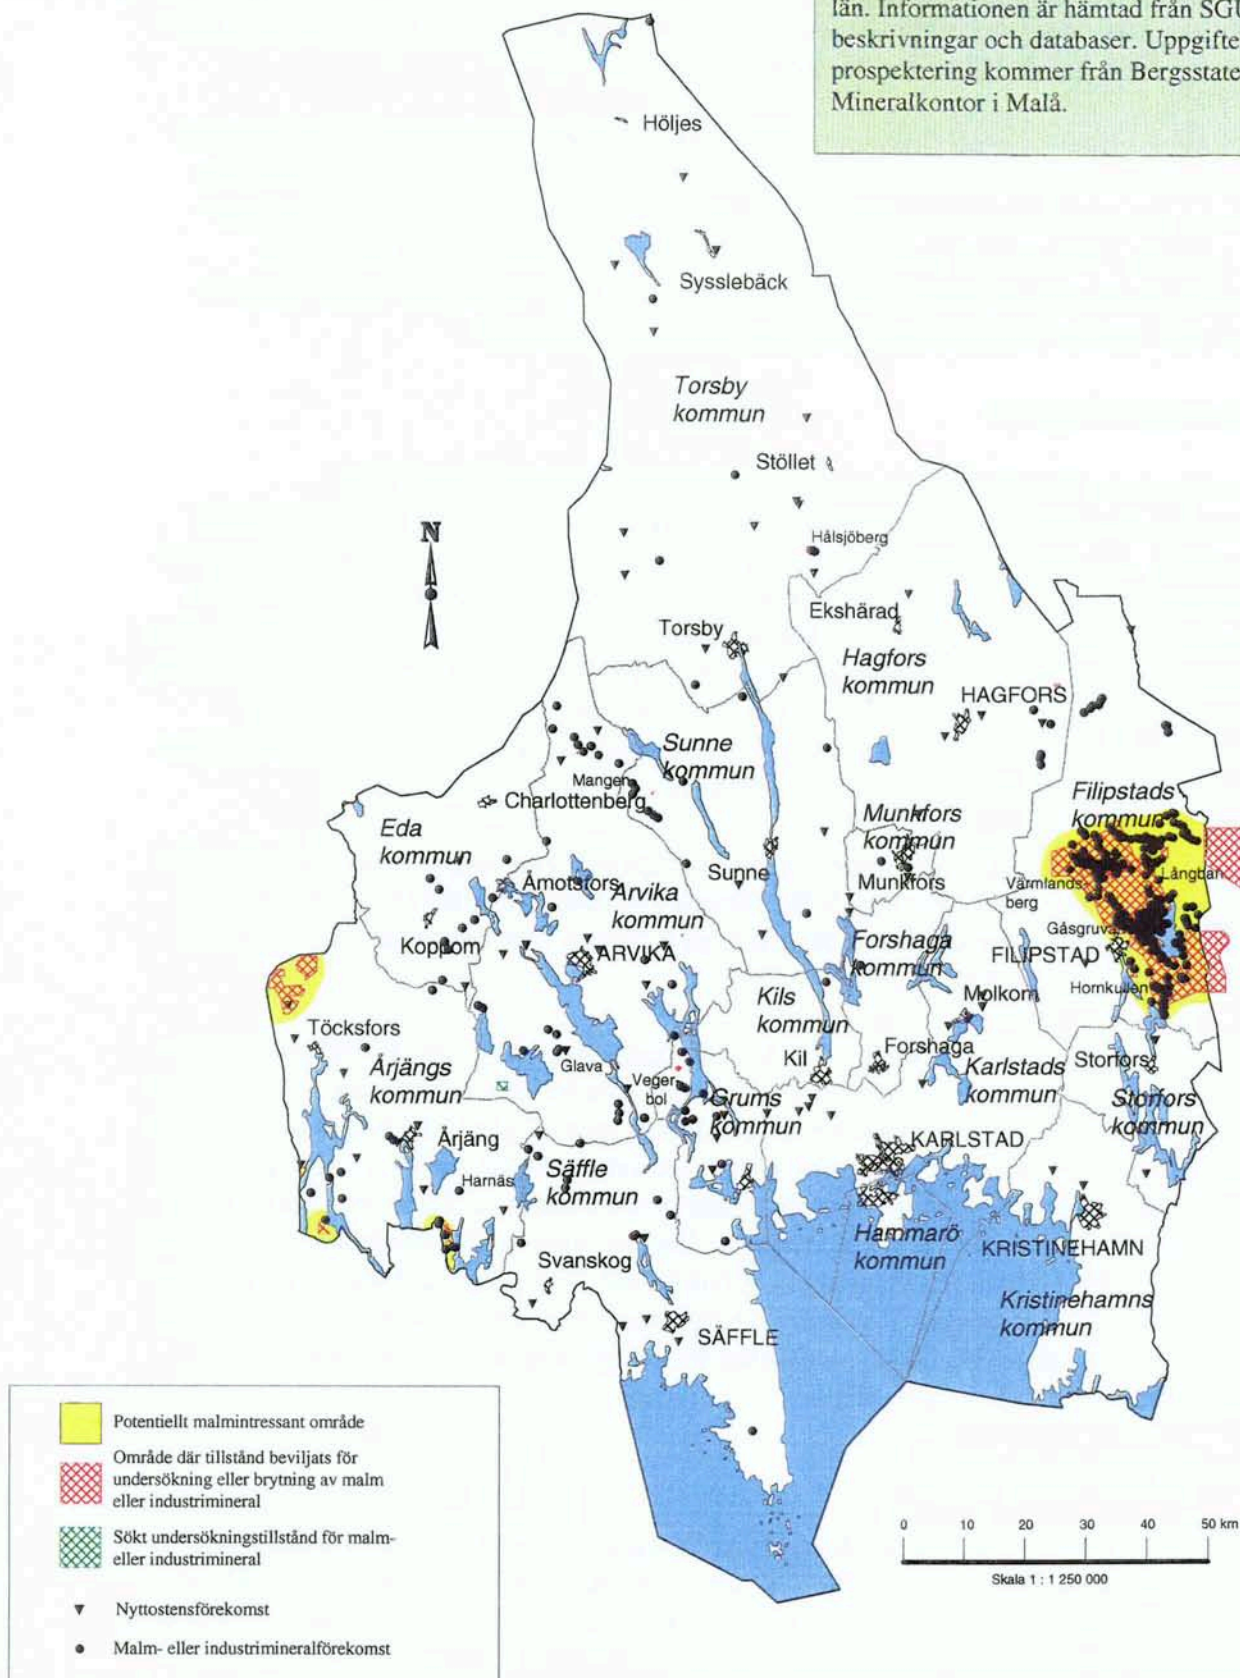 län. Informationen är hämtad från SGU
beskrivningar och databaser. Uppgifte
prospektering kommer från Bergsstate
Mineralkontor i Malå.
Höljes
Sysslebäck
Torsby
kommun
Stöllet
N
Hålsjöberg
Ekshärad
Torsby
Hagfors
kommun
HAGFORS
Sunne
kommun
Mangen
Charlottenberg
Filipstads
kommun
Eda
kommun
Munkfors
kommun
Sunne
Munkfors
Långban
Värmlands
berg
Åmotsfors
Arvika
kommun
Gåsgruvan
Koppom
ARVIKA
Forshaga
kommun
FILIPSTAD
Hornkullen
Molkom
Kils
kommun
Töcksfors
Årjängs
kommun
Glava
Kil
Forshaga
Karlstads
kommun
Storfors
Veger
bol
Grums
kommun
Storfors
kommun
Årjäng
KARLSTAD
Harnäs
Säffle
kommun
Hammarö
kommun
KRISTINEHAMN
Svanskog
Kristinehamns
kommun
SÄFFLE
Potentiellt malmintressant område
Område där tillstånd beviljats för
undersökning eller brytning av malm
eller industrimineral
Sökt undersökningstillstånd för malm-
eller industrimineral
Nyttostensförekomst
Malm- eller industrimineralförekomst
0 10 20 30 40 50 km
Skala 1 : 1 250 000